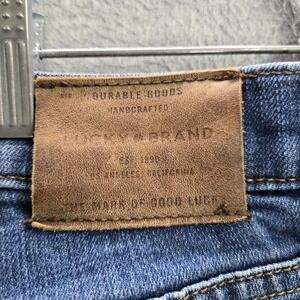 DURABLE GOODS
HANDCRAFTED
LUCKY BRAND
EST 1990
LOS ANGELES, CALIFORNIA
THE MARK OF GOOD LUCK